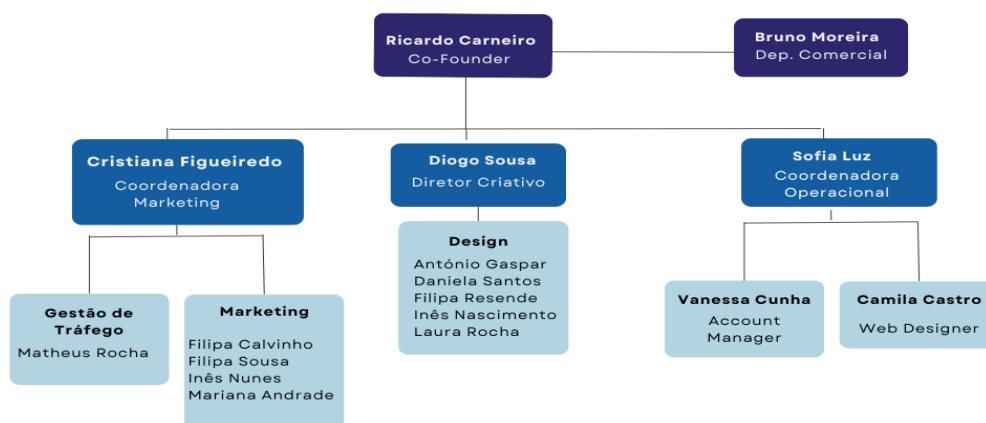 Ricardo Carneiro
Co-Founder
Bruno Moreira
Dep. Comercial
Cristiana Figueiredo
Coordenadora
Marketing
Diogo Sousa
Diretor Criativo
Sofia Luz
Coordenadora
Operacional
Gestão de
Tráfego
Matheus Rocha
Marketing
Filipa Calvinho
Filipa Sousa
Inês Nunes
Mariana Andrade
Design
António Gaspar
Daniela Santos
Filipa Resende
Inês Nascimento
Laura Rocha
Vanessa Cunha
Account
Manager
Camila Castro
Web Designer